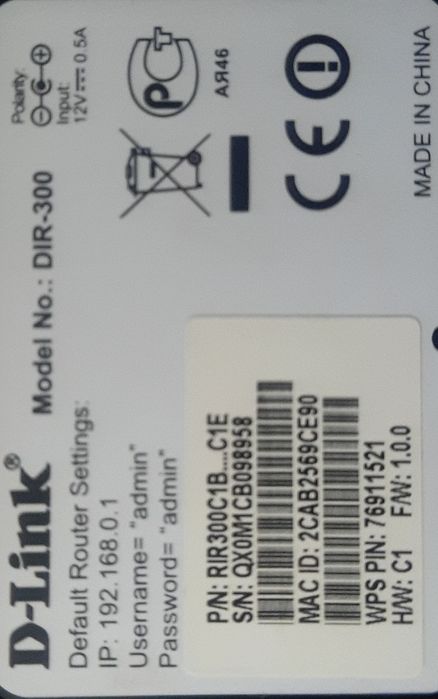 D-Link®
Model No.: DIR-300
Polarity:
Input:
12V 0.5A
Default Router Settings:
IP: 192.168.0.1
Username= "admin"
Password= "admin"
РСТ
АЯ46
CE
MADE IN CHINA
P/N: RIR300C1B....C1E
S/N: QX0M1CB098958
MAC ID: 2CAB2569CE90
WPS PIN: 76911521
H/W: C1 F/W: 1.0.0